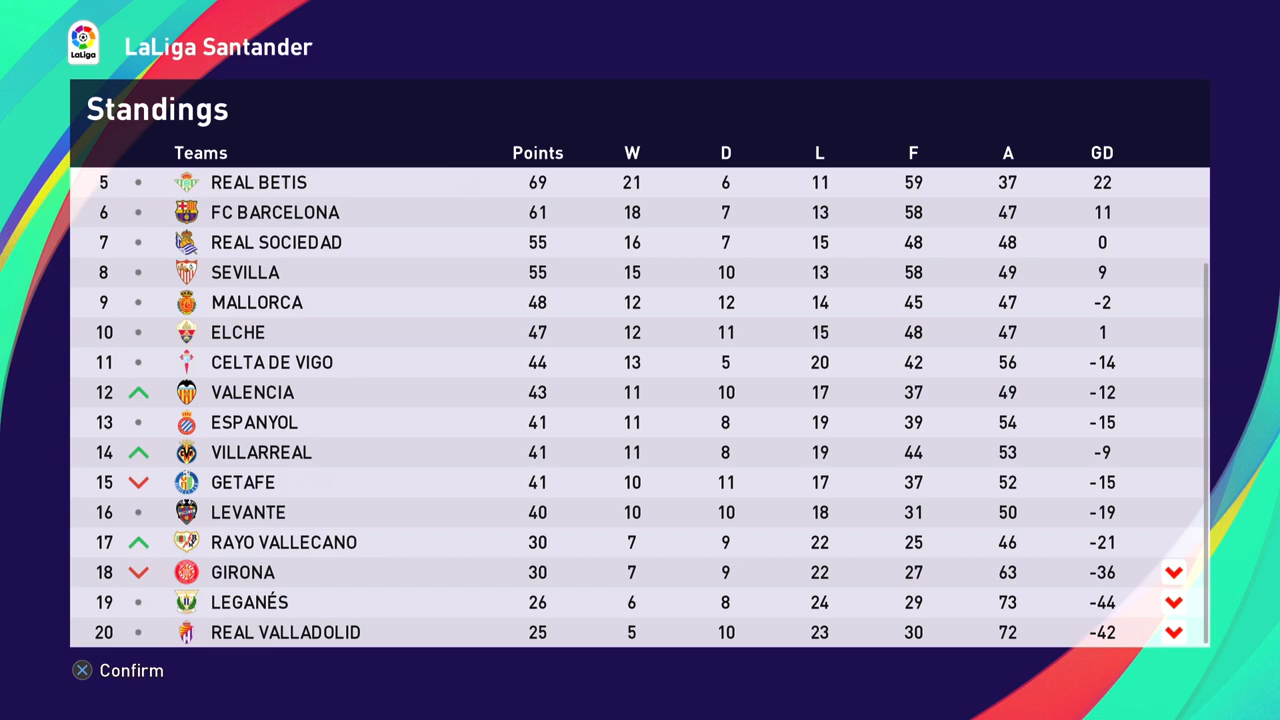 LaLiga
LaLiga Santander
Standings
Teams Points W D L F A GD
5 REAL BETIS 69 21 6 11 59 37 22
6 FC BARCELONA 61 18 7 13 58 47 11
7 REAL SOCIEDAD 55 16 7 15 48 48 0
8 SEVILLA 55 15 10 13 58 49 9
9 MALLORCA 48 12 12 14 45 47 -2
10 ELCHE 47 12 11 15 48 47 1
11 CELTA DE VIGO 44 13 5 20 42 56 -14
12 VALENCIA 43 11 10 17 37 49 -12
13 ESPANYOL 41 11 8 19 39 54 -15
14 VILLARREAL 41 11 8 19 44 53 -9
15 GETAFE 41 10 11 17 37 52 -15
16 LEVANTE 40 10 10 18 31 50 -19
17 RAYO VALLECANO 30 7 9 22 25 46 -21
18 GIRONA 30 7 9 22 27 63 -36
19 LEGANÉS 26 6 8 24 29 73 -44
20 REAL VALLADOLID 25 5 10 23 30 72 -42
Confirm